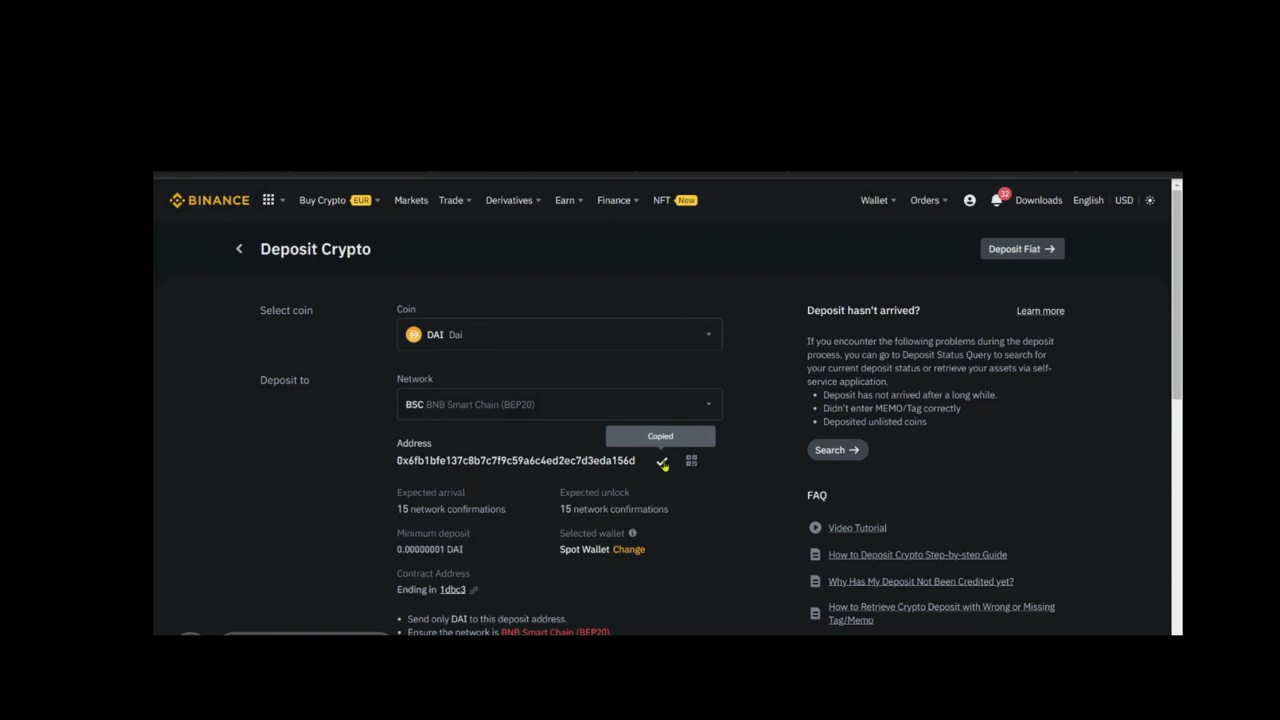 BINANCE Buy Crypto EUR Markets Trade Derivatives Earn Finance NFT New Wallet Orders 32 Downloads English USD
Deposit Crypto
Deposit Fiat →
Select coin
Coin
DAI Dai
Deposit to
Network
BSC BNB Smart Chain (BEP20)
Copied
Address
0x6fb1bfe137c8b7c7f9c59a6c4ed2ec7d3eda156d
Expected arrival
15 network confirmations
Expected unlock
15 network confirmations
Minimum deposit
0.00000001 DAI
Selected wallet
Spot Wallet Change
Contract Address
Ending in 1dbc3
• Send only DAI to this deposit address.
• Ensure the network is BNB Smart Chain (BEP20).
Deposit hasn't arrived?
Learn more
If you encounter the following problems during the deposit
process, you can go to Deposit Status Query to search for
your current deposit status or retrieve your assets via self-
service application.
• Deposit has not arrived after a long while.
• Didn't enter MEMO/Tag correctly
• Deposited unlisted coins
Search →
FAQ
Video Tutorial
How to Deposit Crypto Step-by-step Guide
Why Has My Deposit Not Been Credited yet?
How to Retrieve Crypto Deposit with Wrong or Missing
Tag/Memo